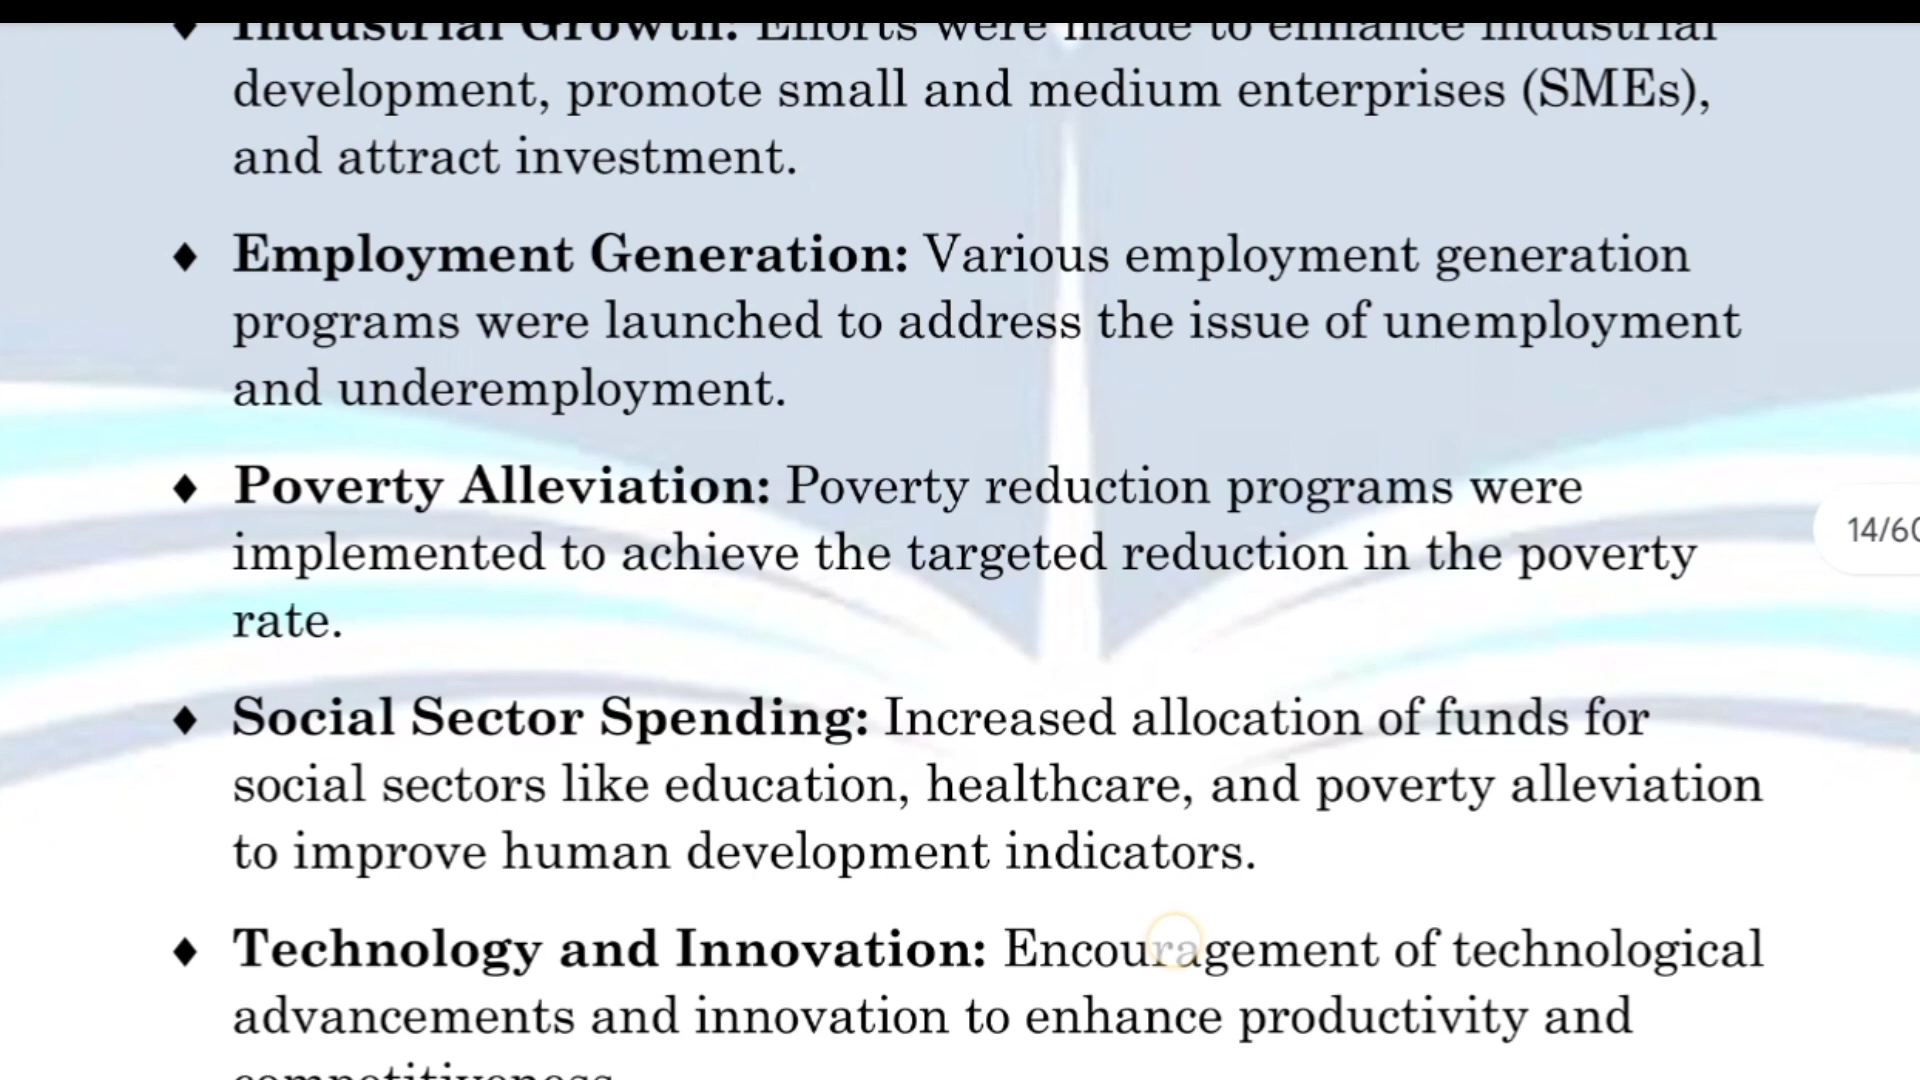 ♦ Industrial Growth: Efforts were made to enhance industrial
development, promote small and medium enterprises (SMEs),
and attract investment.
♦ Employment Generation: Various employment generation
programs were launched to address the issue of unemployment
and underemployment.
♦ Poverty Alleviation: Poverty reduction programs were
implemented to achieve the targeted reduction in the poverty
rate.
14/60
♦ Social Sector Spending: Increased allocation of funds for
social sectors like education, healthcare, and poverty alleviation
to improve human development indicators.
♦ Technology and Innovation: Encouragement of technological
advancements and innovation to enhance productivity and
competitiveness.